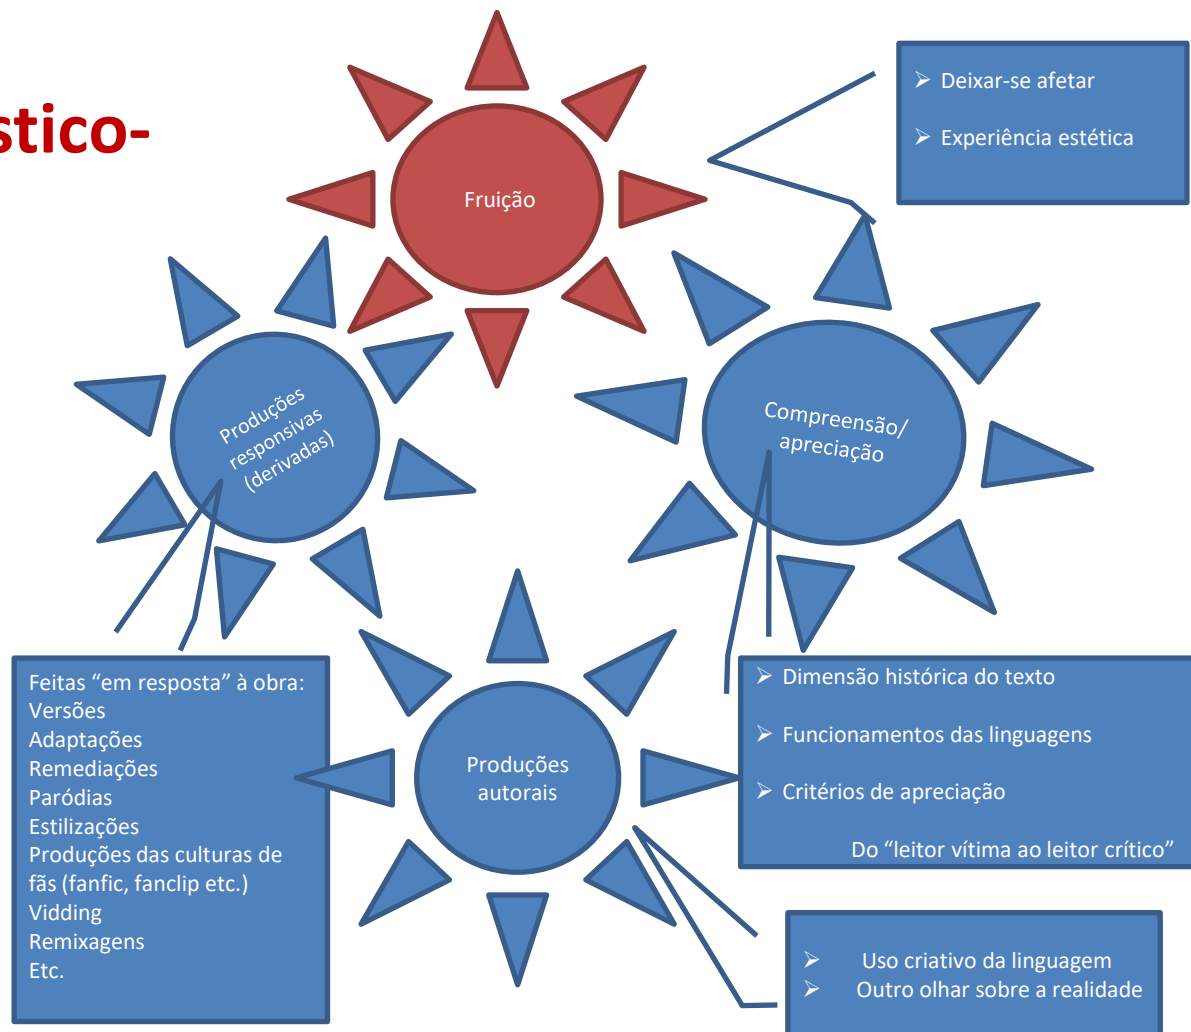 stico-
Fruição
➢ Deixar-se afetar
➢ Experiência estética
Produções
responsivas
(derivadas)
Compreensão/
apreciação
Feitas “em resposta” à obra:
Versões
Adaptações
Remediações
Paródias
Estilizações
Produções das culturas de
fãs (fanfic, fanclip etc.)
Vidding
Remixagens
Etc.
Produções
autorais
➢ Dimensão histórica do texto
➢ Funcionamentos das linguagens
➢ Critérios de apreciação
Do “leitor vítima ao leitor crítico”
➢ Uso criativo da linguagem
➢ Outro olhar sobre a realidade